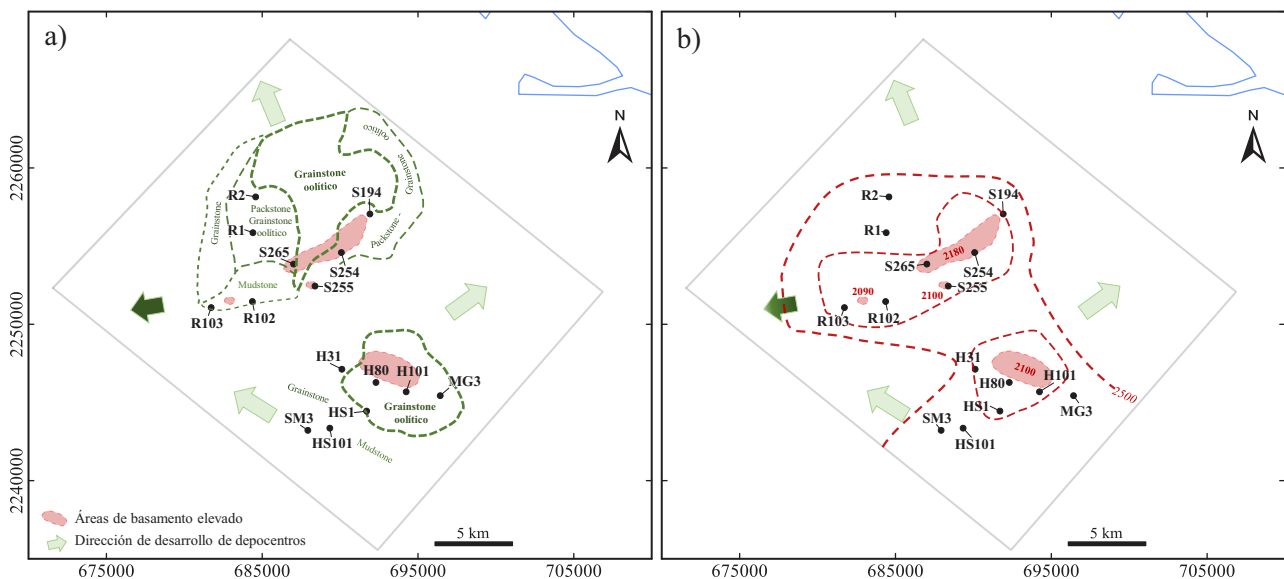 a)
N
oolítico
Grainstone
Grainstone
oolítico
S194
R2
Packstone
Grainstone
oolítico
Grainstone
R1
Packstone -
S265
S254
Mudstone
S255
R103
R102
H31
H80
H101
MG3
Grainstone
Grainstone
oolítico
HS1
SM3
HS101
Mudstone
Áreas de basamento elevado
Dirección de desarrollo de depocentros
5 km
2260000
2250000
2240000
675000
685000
695000
705000
b)
N
S194
R2
R1
S265
2180
S254
2090
2100
S255
R103
R102
H31
2100
H80
H101
MG3
2500
HS1
SM3
HS101
5 km
675000
685000
695000
705000